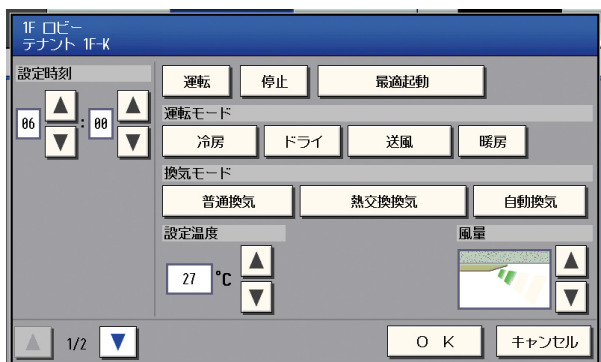 1F ロビー
テナント 1F-K
設定時刻
06 : 00
運転 停止 最適起動
運転モード
冷房 ドライ 送風 暖房
換気モード
普通換気 熱交換換気 自動換気
設定温度 風量
27 °C
1/2 OK キャンセル